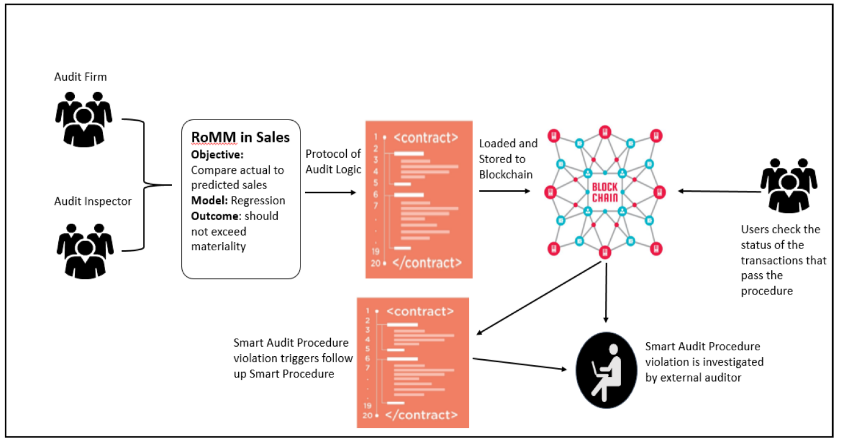 Audit Firm
Audit Inspector
RoMM in Sales
Objective:
Compare actual to
predicted sales
Model: Regression
Outcome: should
not exceed
materiality
Protocol of
Audit Logic
1 <contract>
2
3
4
5
6
7
.
.
.
19
20 </contract>
Loaded and
Stored to
Blockchain
BLOCK
CHAIN
Users check the
status of the
transactions that
pass the
procedure
Smart Audit Procedure
violation triggers follow
up Smart Procedure
1 <contract>
2
3
4
5
6
7
.
.
.
19
20 </contract>
Smart Audit Procedure
violation is investigated
by external auditor